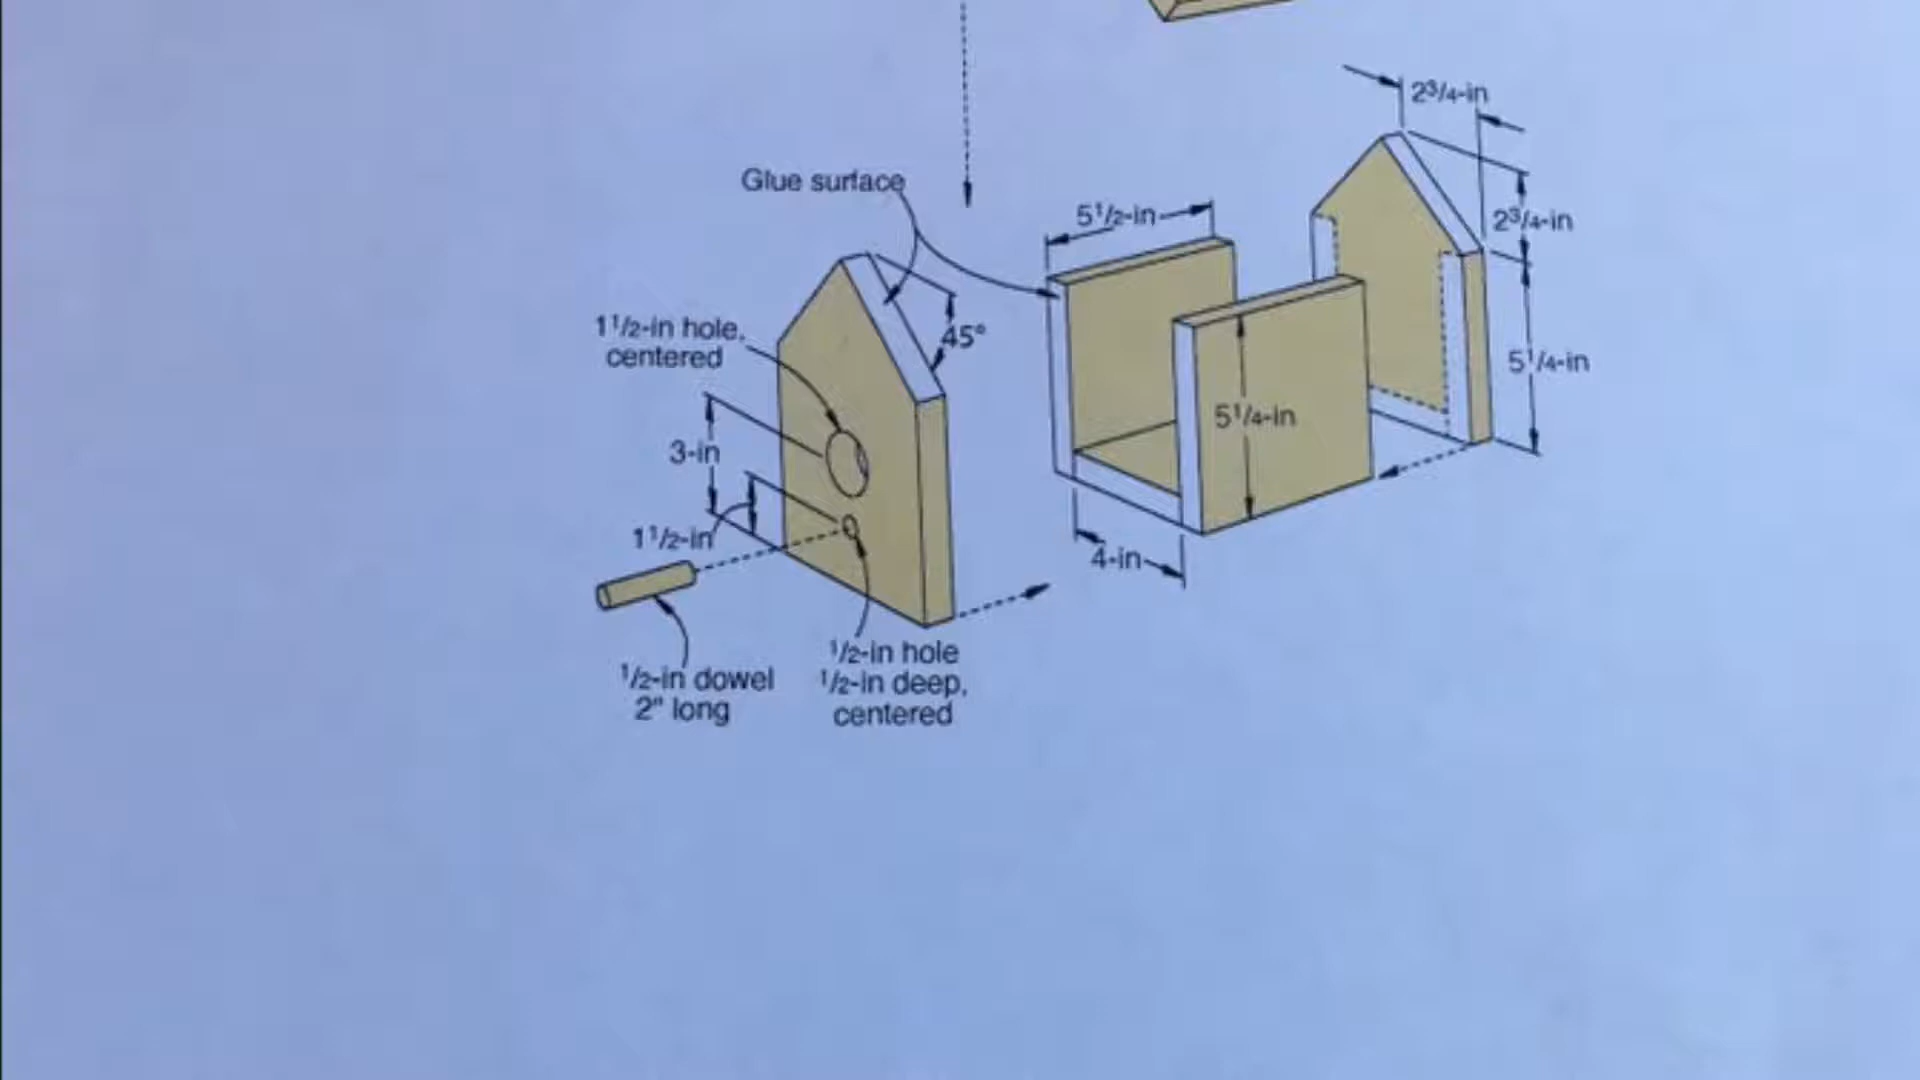 2³/₄-in
Glue surface
5¹/₂-in
2³/₄-in
1¹/₂-in hole,
centered
45°
5¹/₄-in
5¹/₄-in
3-in
1¹/₂-in
4-in
¹/₂-in hole
¹/₂-in deep,
centered
¹/₂-in dowel
2" long